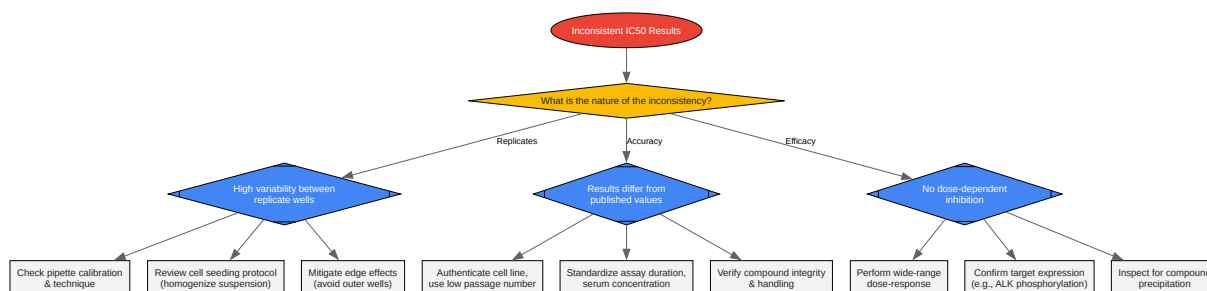 Inconsistent IC50 Results
What is the nature of the inconsistency?
Replicates
Accuracy
Efficacy
High variability between
replicate wells
Results differ from
published values
No dose-dependent
inhibition
Check pipette calibration
& technique
Review cell seeding protocol
(homogenize suspension)
Mitigate edge effects
(avoid outer wells)
Authenticate cell line,
use low passage number
Standardize assay duration,
serum concentration
Verify compound integrity
& handling
Perform wide-range
dose-response
Confirm target expression
(e.g., ALK phosphorylation)
Inspect for compound
precipitation